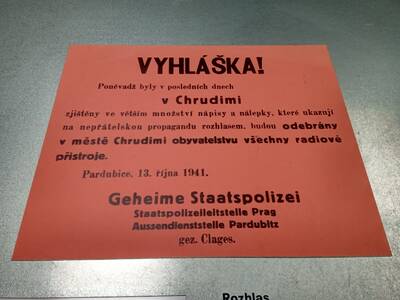 VYHLÁŠKA!
Poněvadž byly v posledních dnech
v Chrudimi
zjištěny ve větším množství nápisy a nálepky, které ukazují
na nepřátelskou propagandu rozhlasem, budou odebrány
v městě Chrudimi obyvatelstvu všechny radiové
přistroje.
Pardubice, 13. října 1941.
Geheime Staatspolizei
Staatspolizeileitstelle Prag
Aussendienststelle Pardubitz
gez. Clages.
Rozhlas